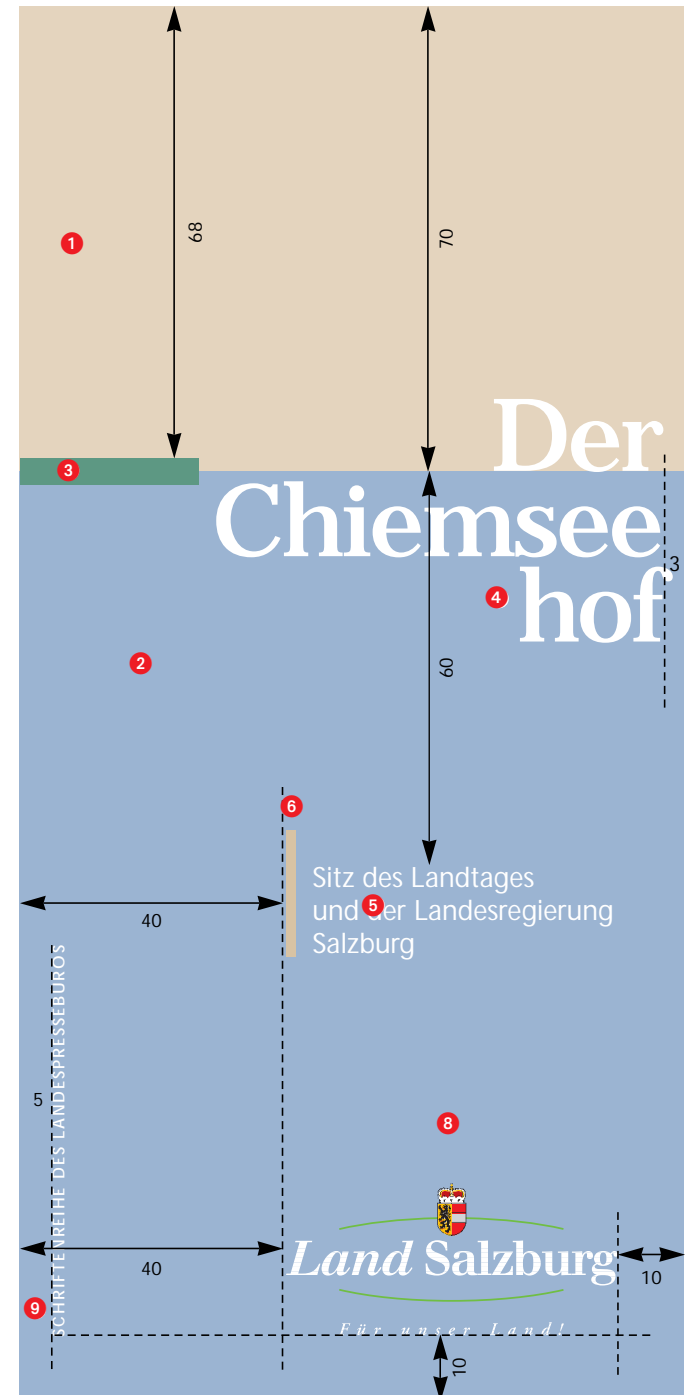 68
70
1
3
Der
Chiemsee
hof
3
4
2
60
6
Sitz des Landtages
und der Landesregierung
Salzburg
5
40
SCHRIFTENREIHE DES LANDESPRESSEBÜROS
5
8
Land Salzburg
Für unser Land!
40
10
9
10